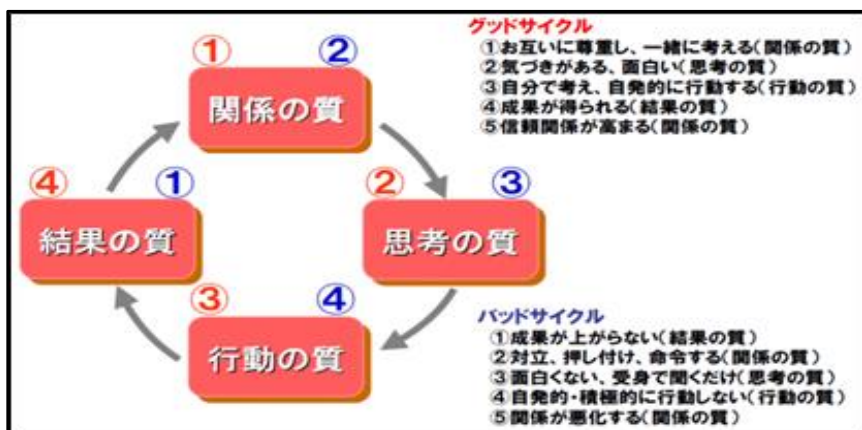 ① ②
関係の質
④ ①
結果の質
② ③
思考の質
③ ④
行動の質
グッドサイクル
①お互いに尊重し、一緒に考える(関係の質)
②気づきがある、面白い(思考の質)
③自分で考え、自発的に行動する(行動の質)
④成果が得られる(結果の質)
⑤信頼関係が高まる(関係の質)
バッドサイクル
①成果が上がらない(結果の質)
②対立、押し付け、命令する(関係の質)
③面白くない、受身で聞くだけ(思考の質)
④自発的・積極的に行動しない(行動の質)
⑤関係が悪化する(関係の質)